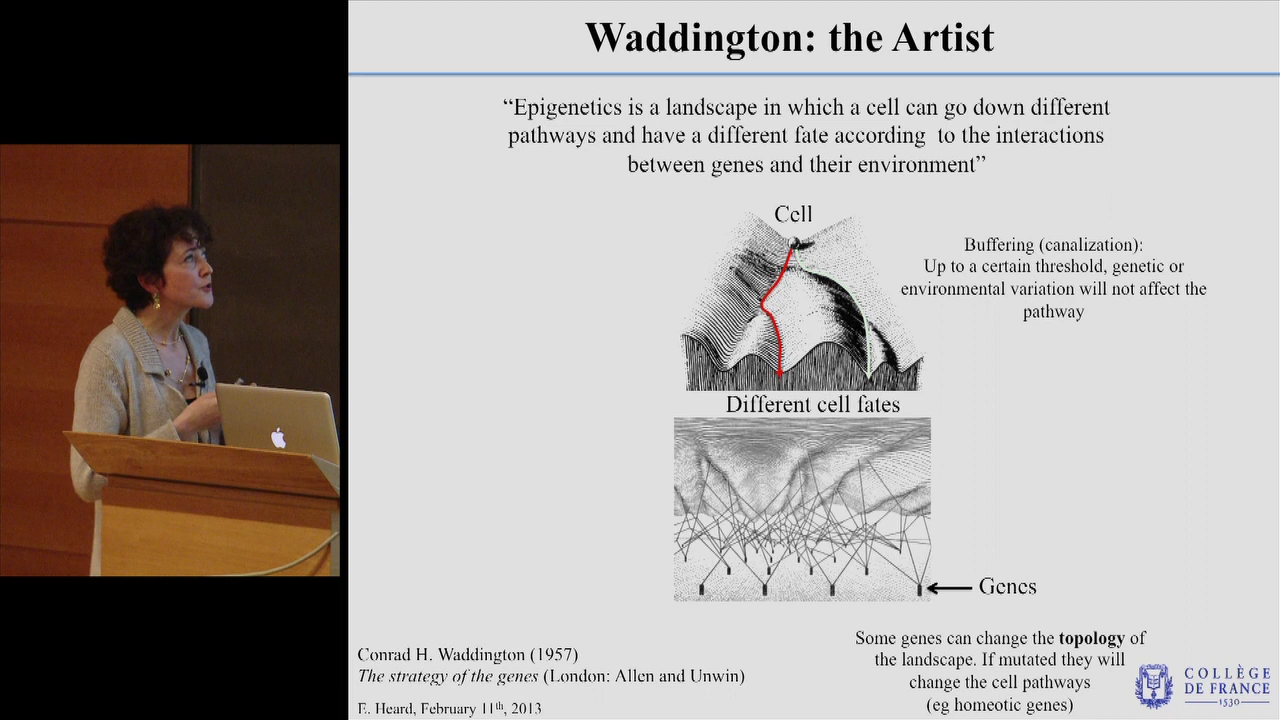 Waddington: the Artist
“Epigenetics is a landscape in which a cell can go down different
pathways and have a different fate according to the interactions
between genes and their environment”
Cell
Buffering (canalization):
Up to a certain threshold, genetic or
environmental variation will not affect the
pathway
Different cell fates
Genes
Some genes can change the topology of
the landscape. If mutated they will
change the cell pathways
(eg homeotic genes)
Conrad H. Waddington (1957)
The strategy of the genes (London: Allen and Unwin)
E. Heard, February 11th, 2013
COLLÈGE
DE FRANCE
1530